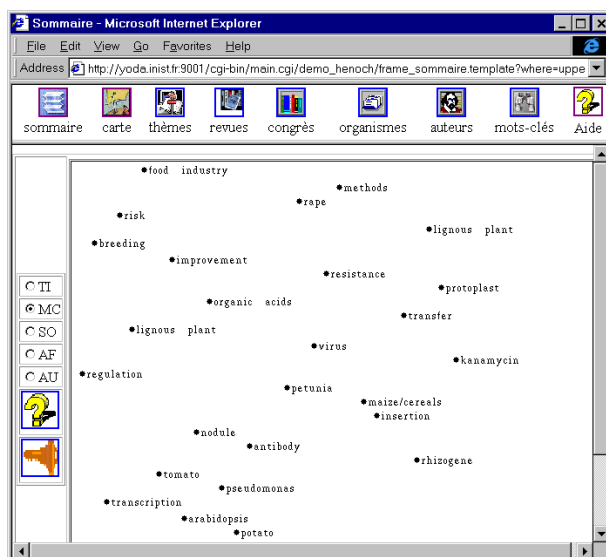 Sommaire - Microsoft Internet Explorer
File Edit View Go Favorites Help
Address http://yoda.inist.fr:9001/cgi-bin/main.cgi/demo_henoch/frame_sommaire.template?where=uppe
sommaire carte thèmes revues congrès organismes auteurs mots-clés Aide
food industry
methods
rape
risk
lignous plant
breeding
improvement
resistance
TI
protoplast
organic acids
MC
transfer
SO
lignous plant
virus
AF
kanamycin
AU
regulation
petunia
maize/cereals
insertion
nodule
antibody
rhizogene
tomato
pseudomonas
transcription
arabidopsis
potato